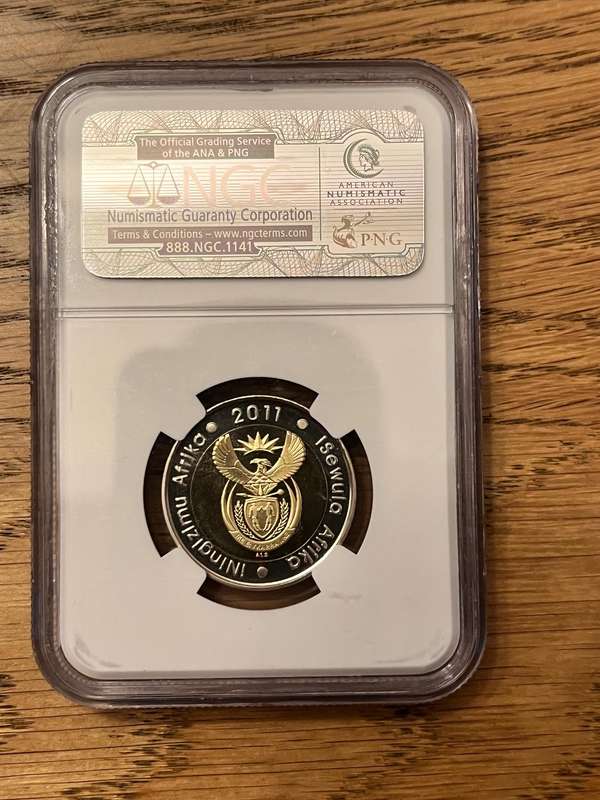 The Official Grading Service
of the ANA & PNG
NGC
Numismatic Guaranty Corporation
Terms & Conditions – www.ngcterms.com
888.NGC.1141
AMERICAN
NUMISMATIC
ASSOCIATION
PNG
2011
iSewula Afrika
iNingizimu Afrika
ALS